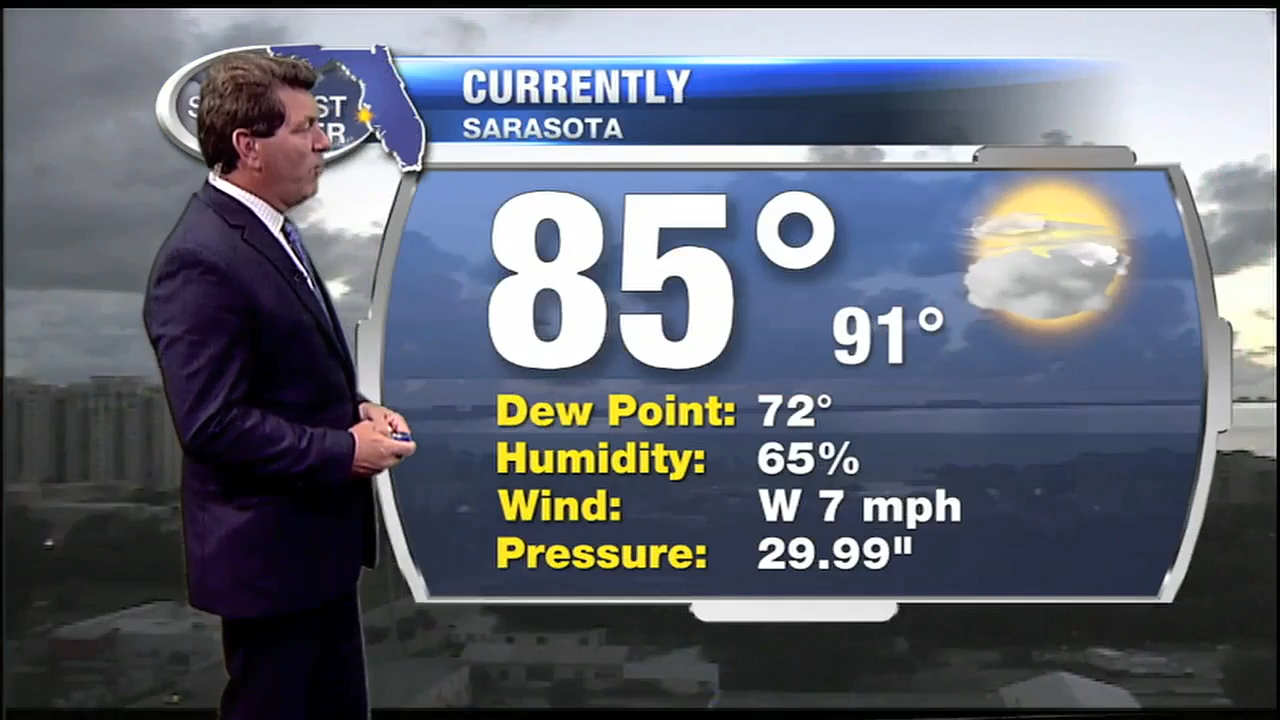 CURRENTLY
SARASOTA
85°
91°
Dew Point: 72°
Humidity: 65%
Wind: W 7 mph
Pressure: 29.99"